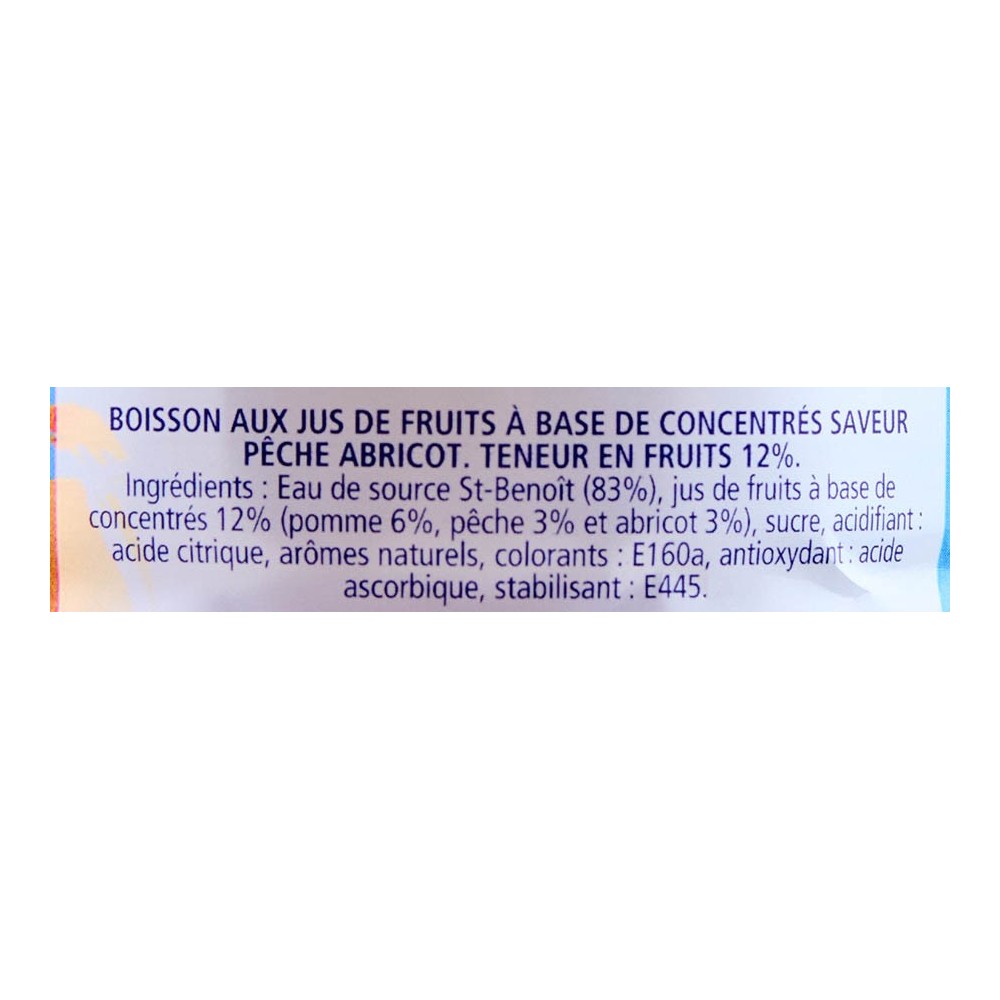 BOISSON AUX JUS DE FRUITS À BASE DE CONCENTRÉS SAVEUR
PÊCHE ABRICOT. TENEUR EN FRUITS 12%.
Ingrédients : Eau de source St-Benoît (83%), jus de fruits à base de
concentrés 12% (pomme 6%, pêche 3% et abricot 3%), sucre, acidifiant :
acide citrique, arômes naturels, colorants : E160a, antioxydant : acide
ascorbique, stabilisant : E445.